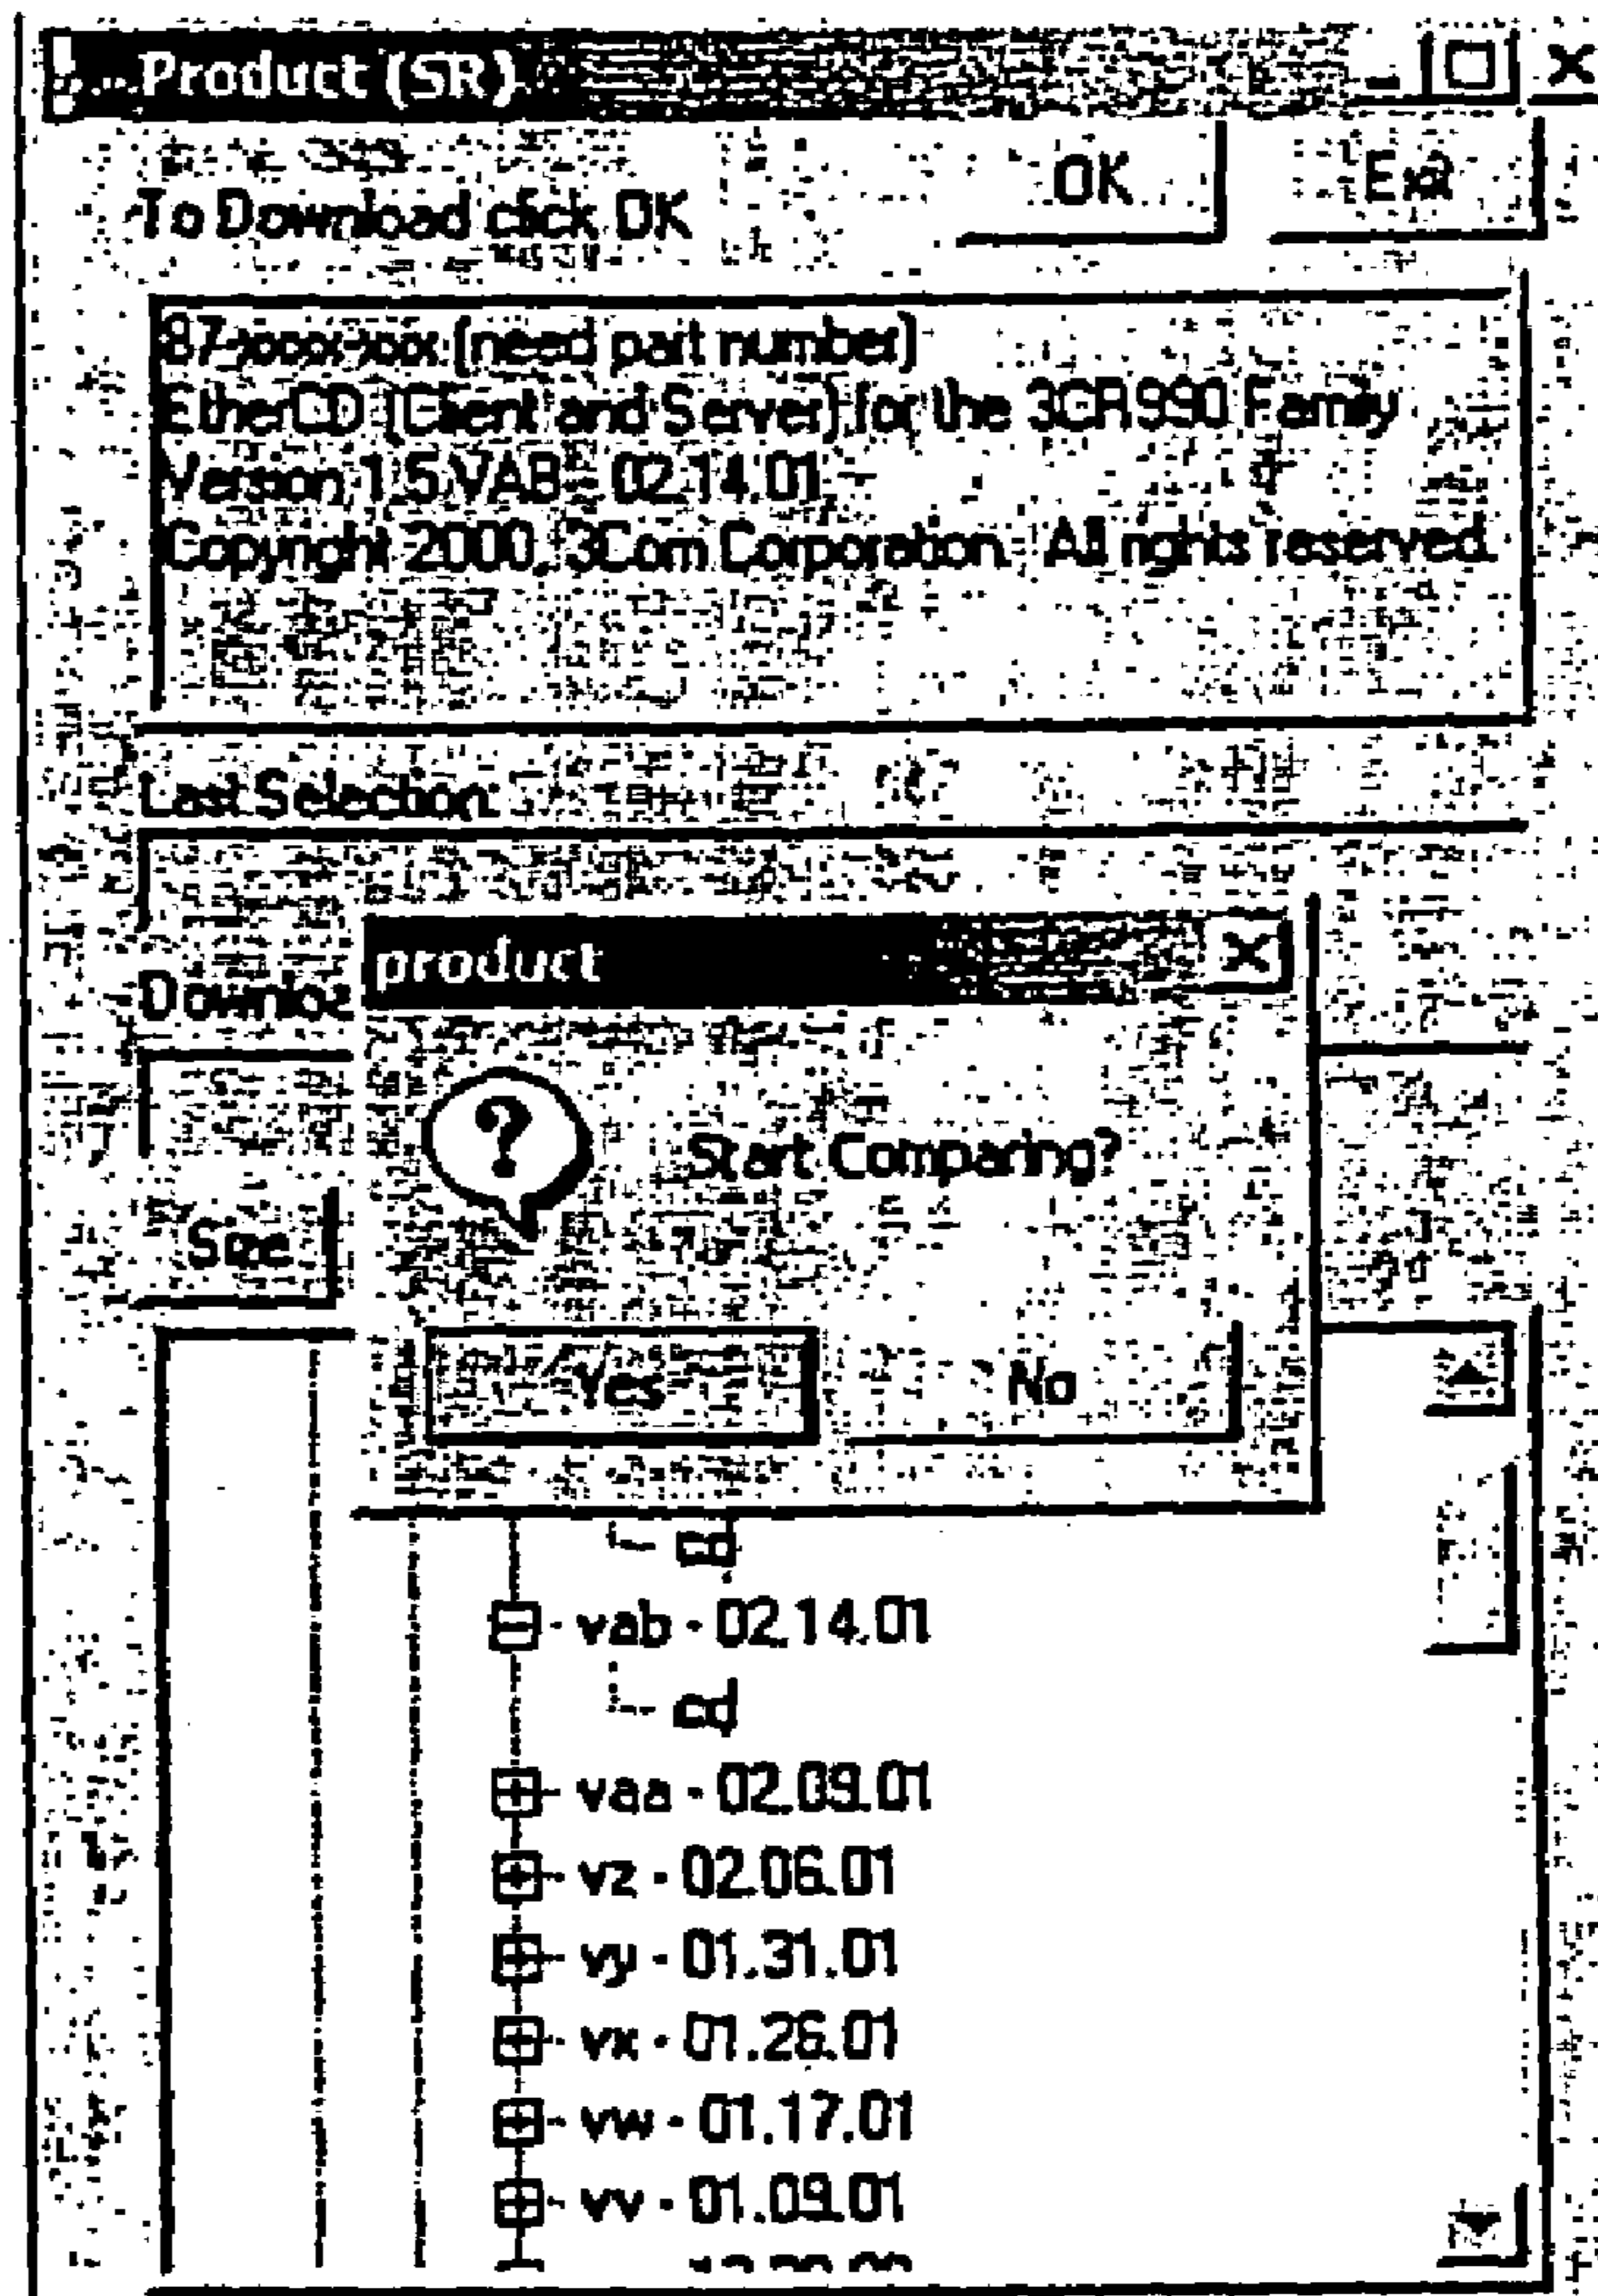 Product (SR)
To Download click OK
OK
Exit
87-xxxx-xxx (need part number)
EtherCD (Client and Server) for the 3CR990 Family
Version 1.5 VAB - 02.14.01
Copyright 2000, 3Com Corporation. All rights reserved.
Last Selection:
product
Downloa
?
Start Comparing?
Size
Yes
No
cd
vab - 02.14.01
cd
vaa - 02.09.01
vz - 02.06.01
vy - 01.31.01
vx - 01.26.01
vw - 01.17.01
vv - 01.09.01